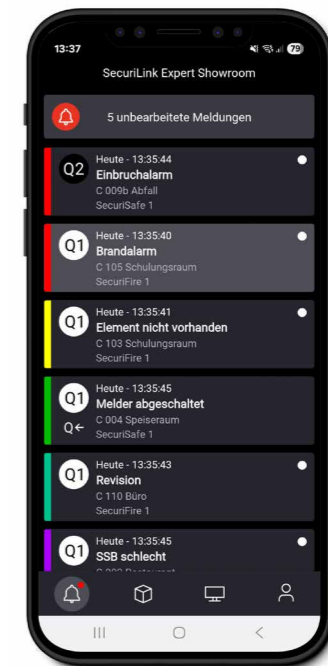 13:37
79
SecuriLink Expert Showroom
5 unbearbeitete Meldungen
Q2
Heute - 13:35:44
Einbruchalarm
C 009b Abfall
SecuriSafe 1
Q1
Heute - 13:35:40
Brandalarm
C 105 Schulungsraum
SecuriFire 1
Q1
Heute - 13:35:41
Element nicht vorhanden
C 103 Schulungsraum
SecuriFire 1
Q1
Heute - 13:35:45
Melder abgeschaltet
Q← C 004 Speiseraum
SecuriSafe 1
Q1
Heute - 13:35:43
Revision
C 110 Büro
SecuriFire 1
Q1
Heute - 13:35:45
SSB schlecht